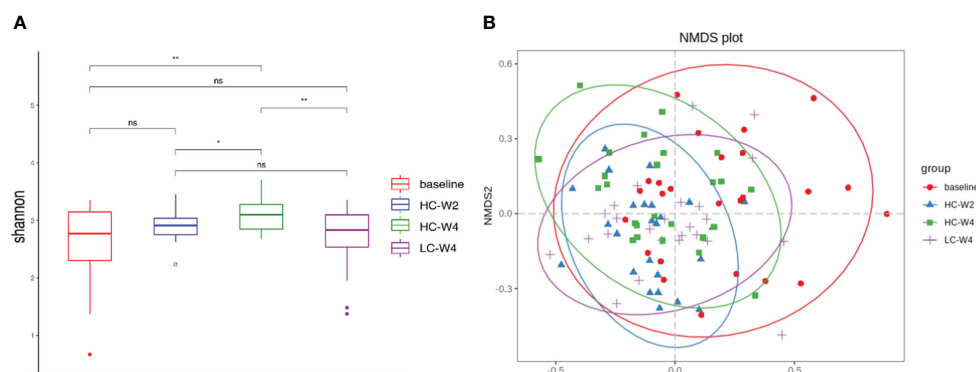 A
shannon
5
4
3
2
1
**
ns
ns
**
*
ns
baseline
HC-W2
HC-W4
LC-W4
B
NMDS plot
NMDS2
0.6
0.3
0.0
-0.3
-0.5
0.0
0.5
group
baseline
HC-W2
HC-W4
LC-W4